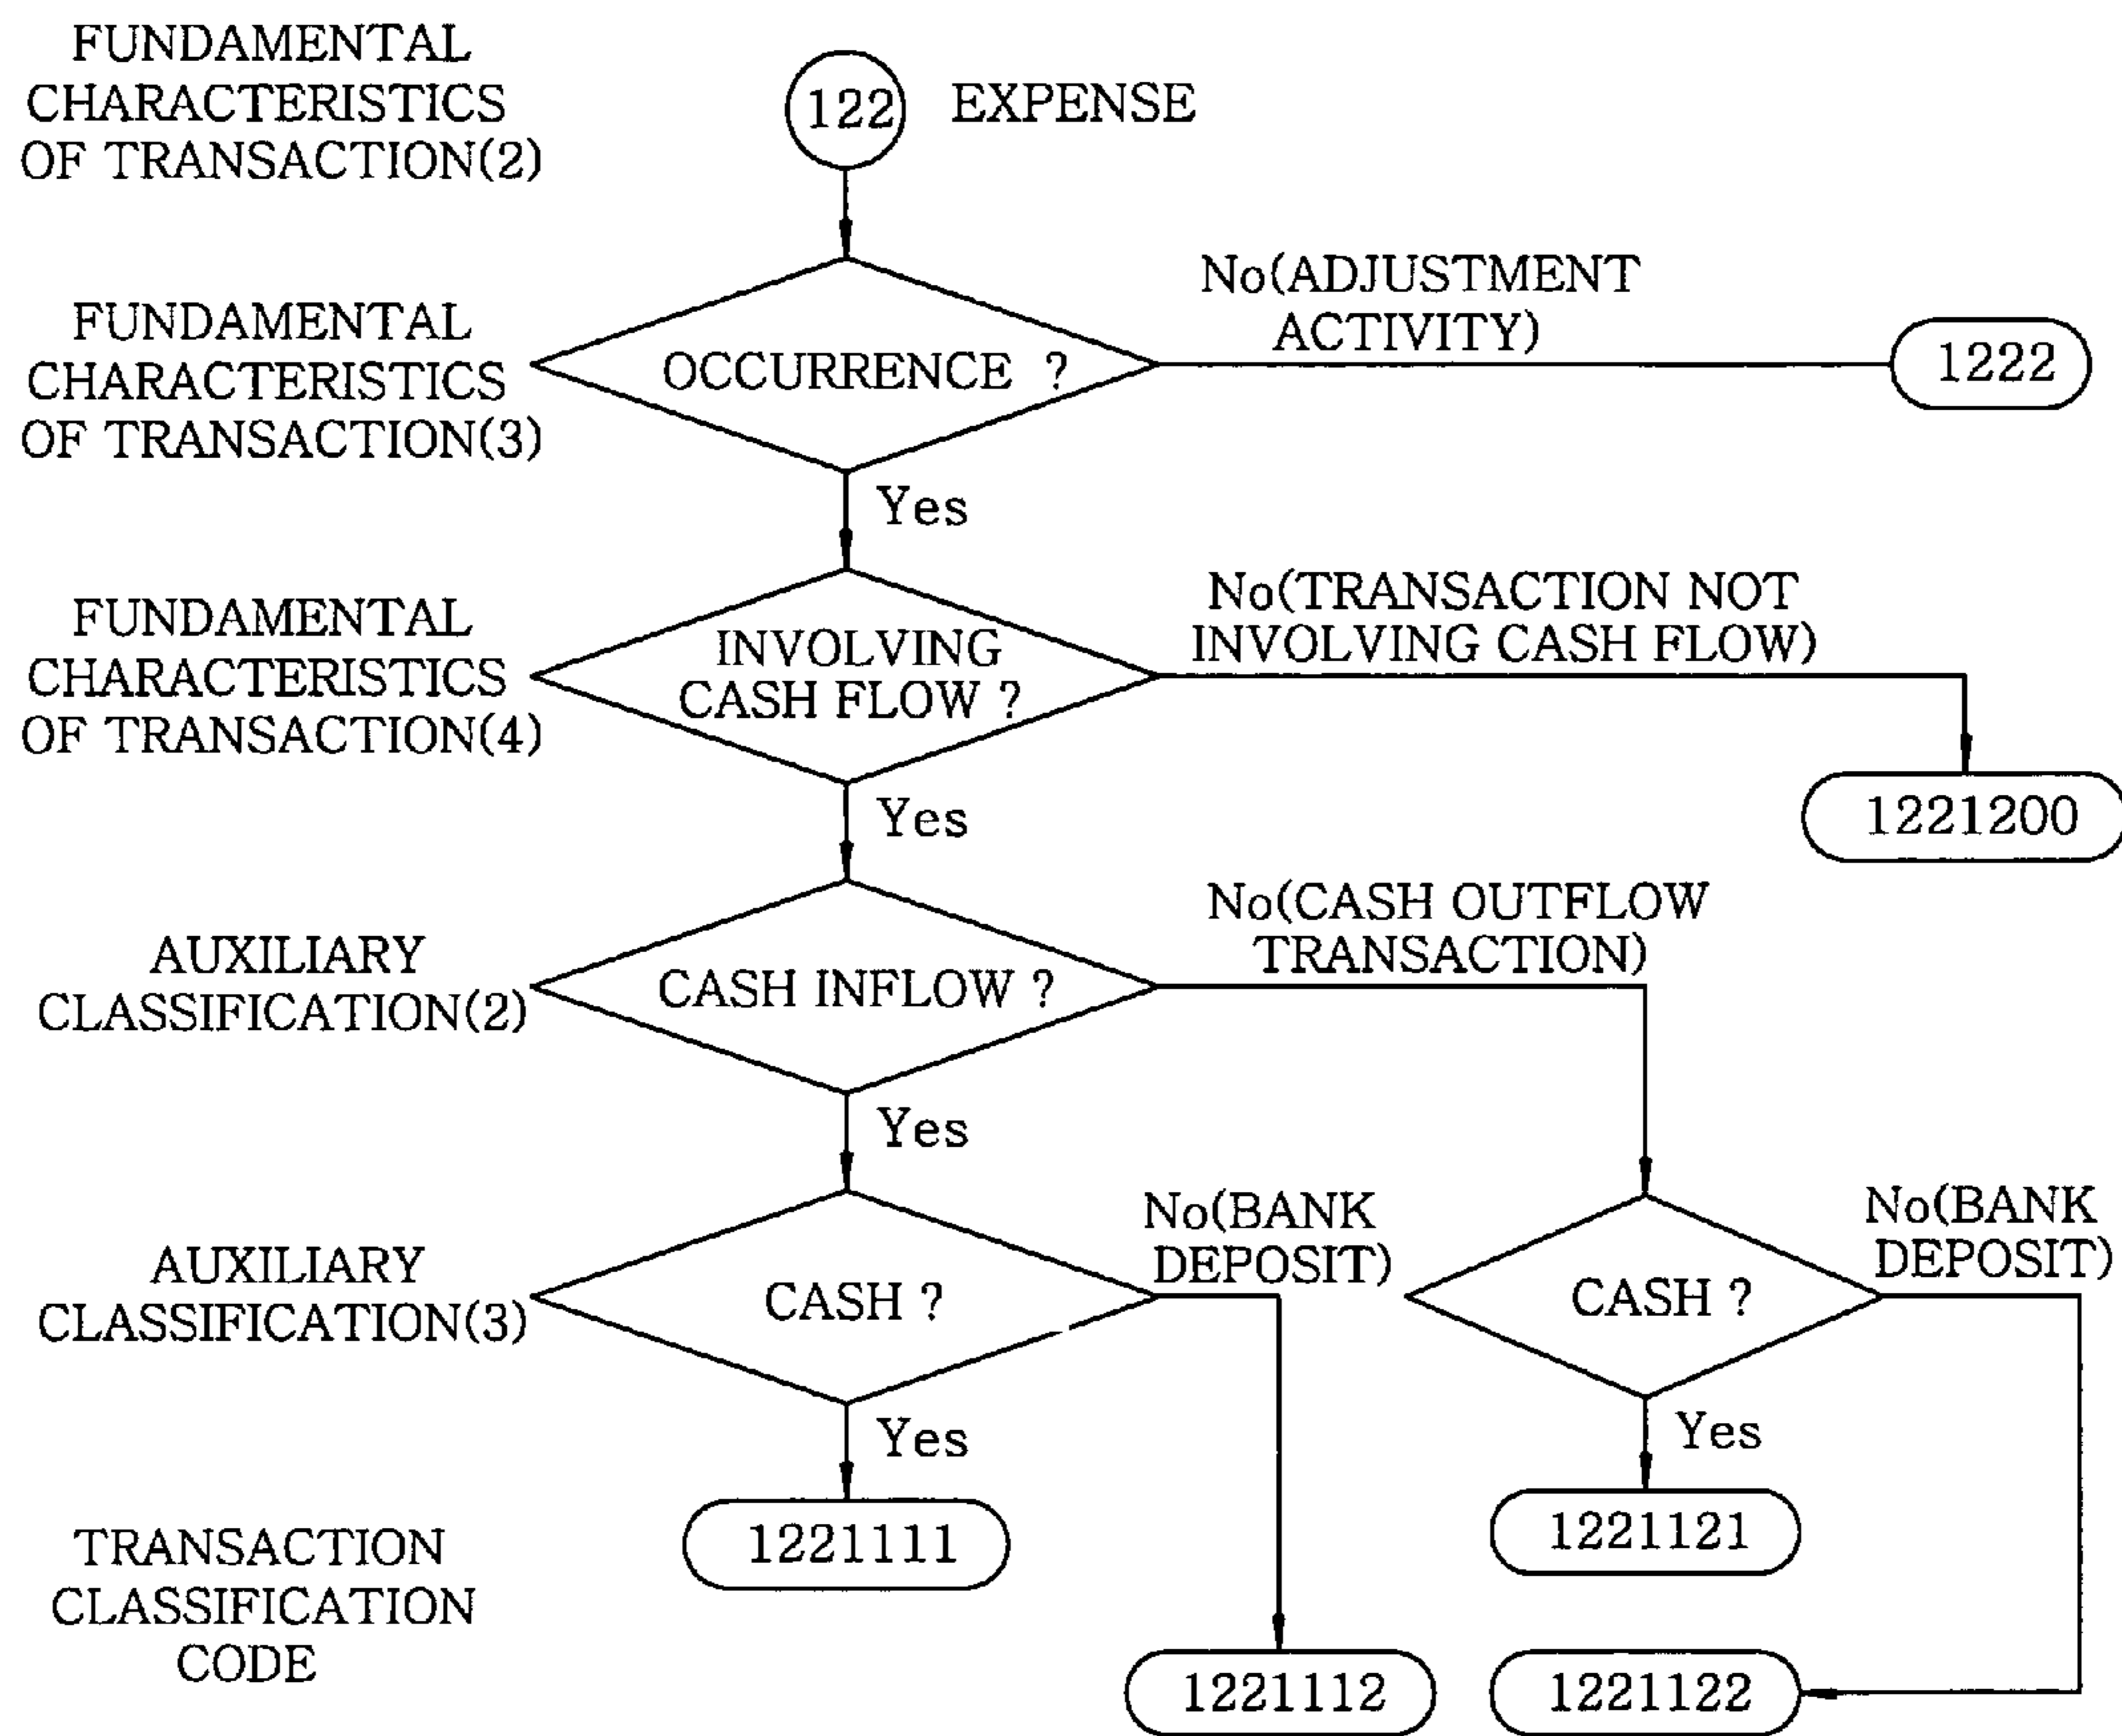 FUNDAMENTAL
CHARACTERISTICS
OF TRANSACTION(2)
122
EXPENSE
FUNDAMENTAL
CHARACTERISTICS
OF TRANSACTION(3)
OCCURRENCE ?
No(ADJUSTMENT
ACTIVITY)
1222
Yes
FUNDAMENTAL
CHARACTERISTICS
OF TRANSACTION(4)
INVOLVING
CASH FLOW ?
No(TRANSACTION NOT
INVOLVING CASH FLOW)
1221200
Yes
AUXILIARY
CLASSIFICATION(2)
CASH INFLOW ?
No(CASH OUTFLOW
TRANSACTION)
Yes
AUXILIARY
CLASSIFICATION(3)
CASH ?
No(BANK
DEPOSIT)
CASH ?
No(BANK
DEPOSIT)
Yes
Yes
TRANSACTION
CLASSIFICATION
CODE
1221111
1221121
1221112
1221122